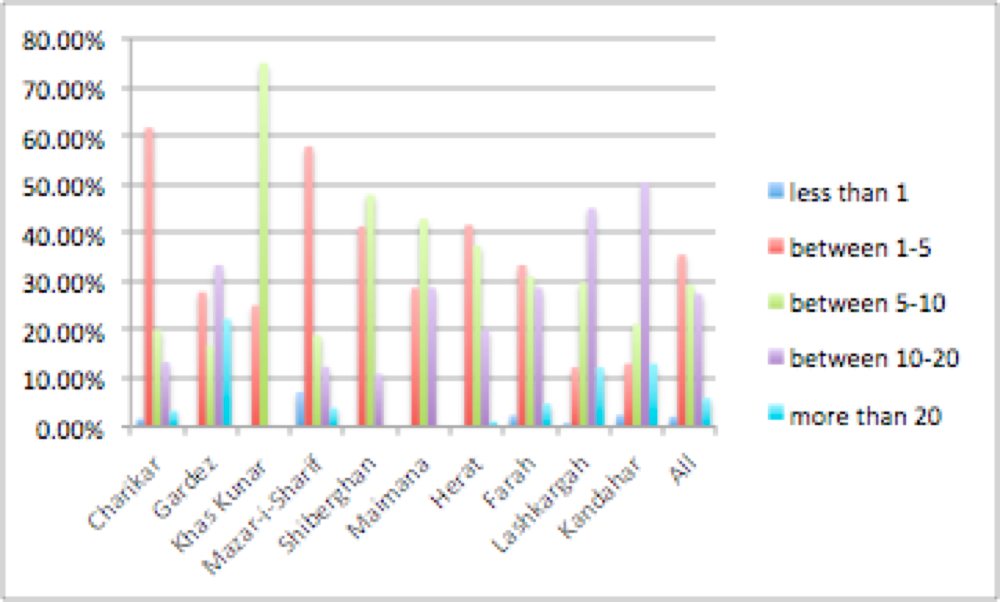 80.00%
70.00%
60.00%
50.00%
40.00%
30.00%
20.00%
10.00%
0.00%
Charikar
Gardez
Khas Kunar
Mazar-i-Sharif
Shiberghan
Maimana
Herat
Farah
Lashkargah
Kandahar
All
less than 1
between 1-5
between 5-10
between 10-20
more than 20